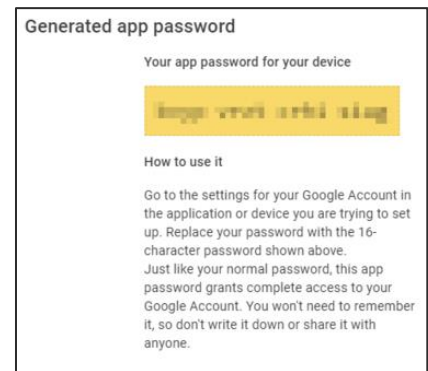 Generated app password
Your app password for your device
How to use it
Go to the settings for your Google Account in
the application or device you are trying to set
up. Replace your password with the 16-
character password shown above.
Just like your normal password, this app
password grants complete access to your
Google Account. You won't need to remember
it, so don't write it down or share it with
anyone.